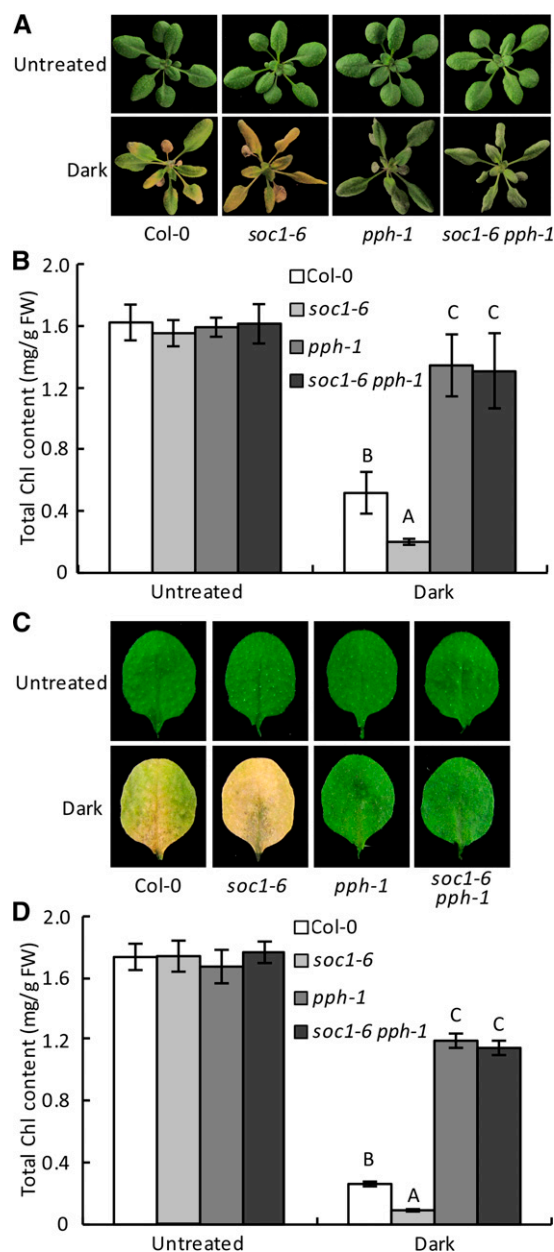 A
Untreated
Dark
Col-0 soc1-6 pph-1 soc1-6 pph-1
B
Total Chl content (mg/g FW)
2.0
1.6
1.2
0.8
0.4
0
Col-0
soc1-6
pph-1
soc1-6 pph-1
B
A
C
C
Untreated Dark
C
Untreated
Dark
Col-0 soc1-6 pph-1 soc1-6
pph-1
D
Total Chl content (mg/g FW)
2.0
1.6
1.2
0.8
0.4
0
Col-0
soc1-6
pph-1
soc1-6 pph-1
B
A
C
C
Untreated Dark